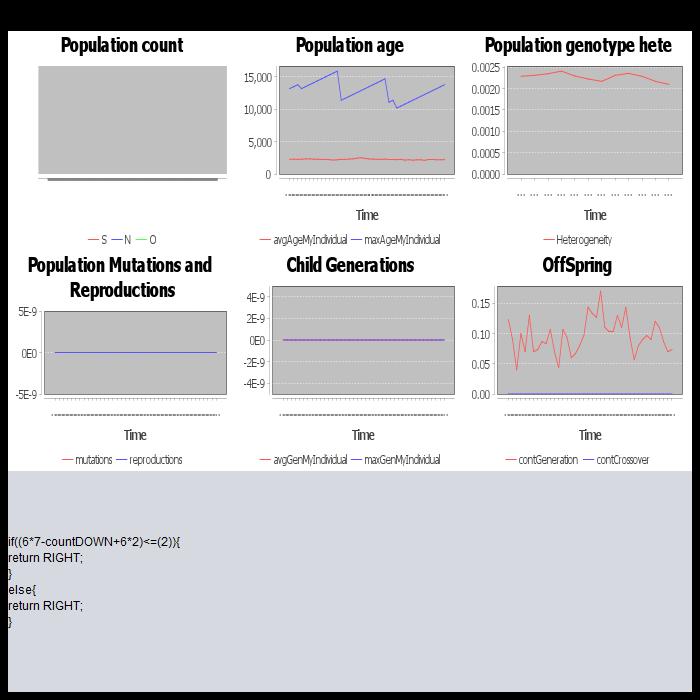 Population count
Population age
Population genotype hete
15,000
10,000
5,000
0
0.0025
0.0020
0.0015
0.0010
0.0005
0.0000
Time
Time
S N O
avgAgeMyIndividual maxAgeMyIndividual
Heterogeneity
Population Mutations and
Reproductions
Child Generations
OffSpring
5E-9
0E0
-5E-9
4E-9
2E-9
0E0
-2E-9
-4E-9
0.15
0.10
0.05
0.00
Time
Time
Time
mutations reproductions
avgGenMyIndividual maxGenMyIndividual
contGeneration contCrossover
if((6*7-countDOWN+6*2)<=(2)){
return RIGHT;
}
else{
return RIGHT;
}